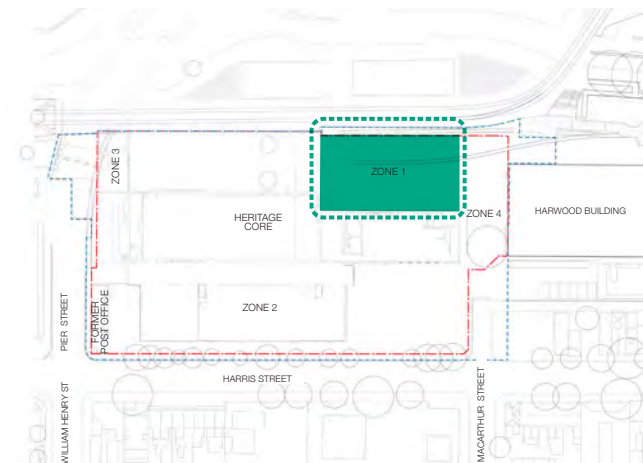 ZONE 3
ZONE 1
HERITAGE
CORE
ZONE 4
HARWOOD BUILDING
ZONE 2
FORMER
POST OFFICE
PIER STREET
HARRIS STREET
WILLIAM HENRY ST
MACARTHUR STREET